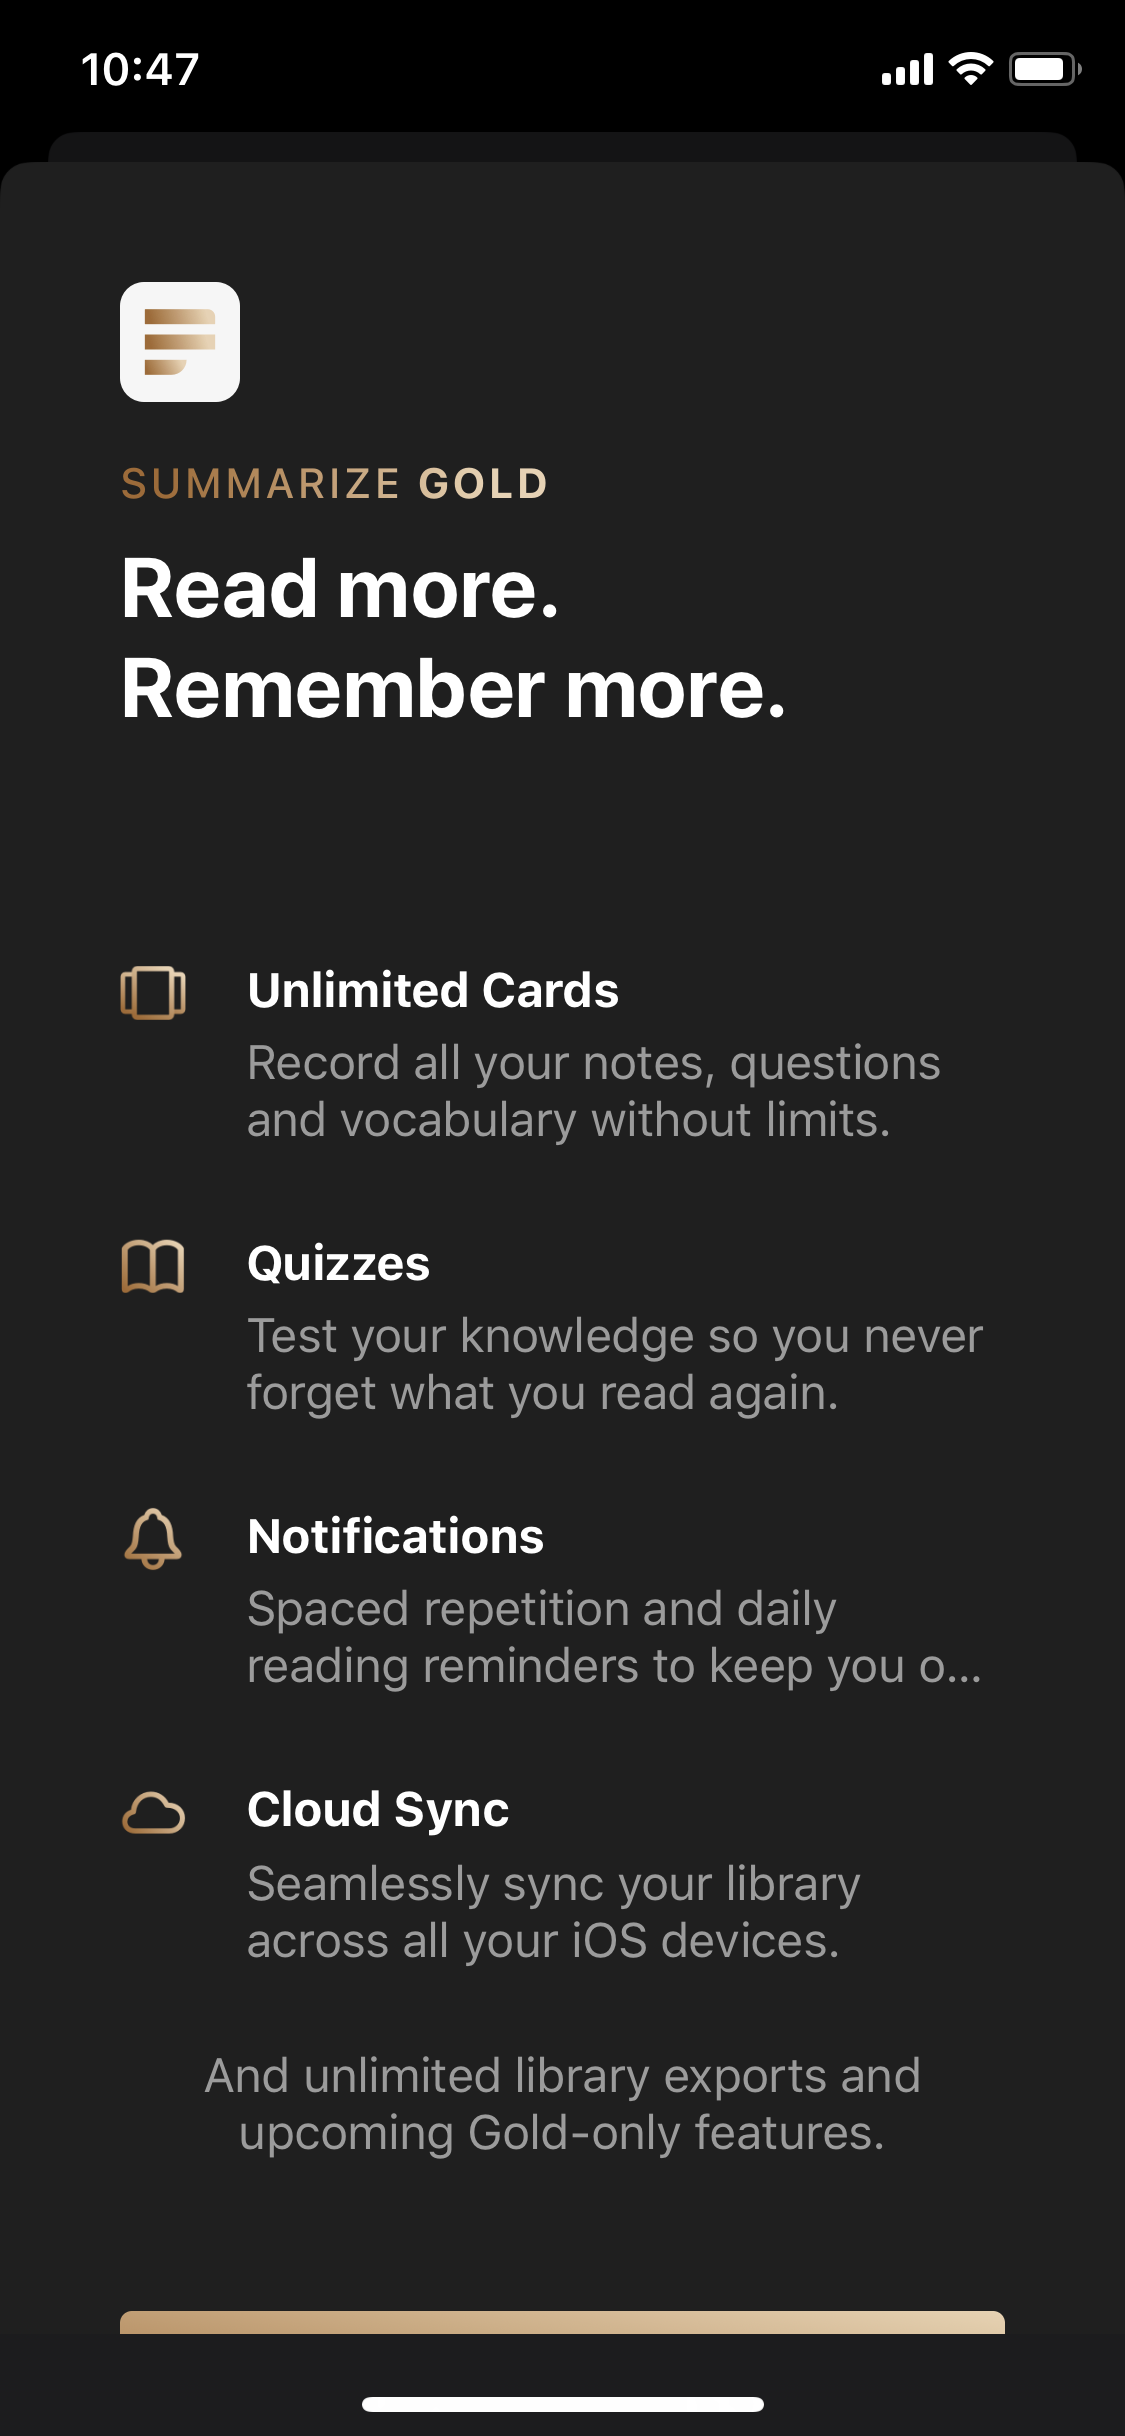 10:47
SUMMARIZE GOLD
Read more.
Remember more.
Unlimited Cards
Record all your notes, questions
and vocabulary without limits.
Quizzes
Test your knowledge so you never
forget what you read again.
Notifications
Spaced repetition and daily
reading reminders to keep you o...
Cloud Sync
Seamlessly sync your library
across all your iOS devices.
And unlimited library exports and
upcoming Gold-only features.